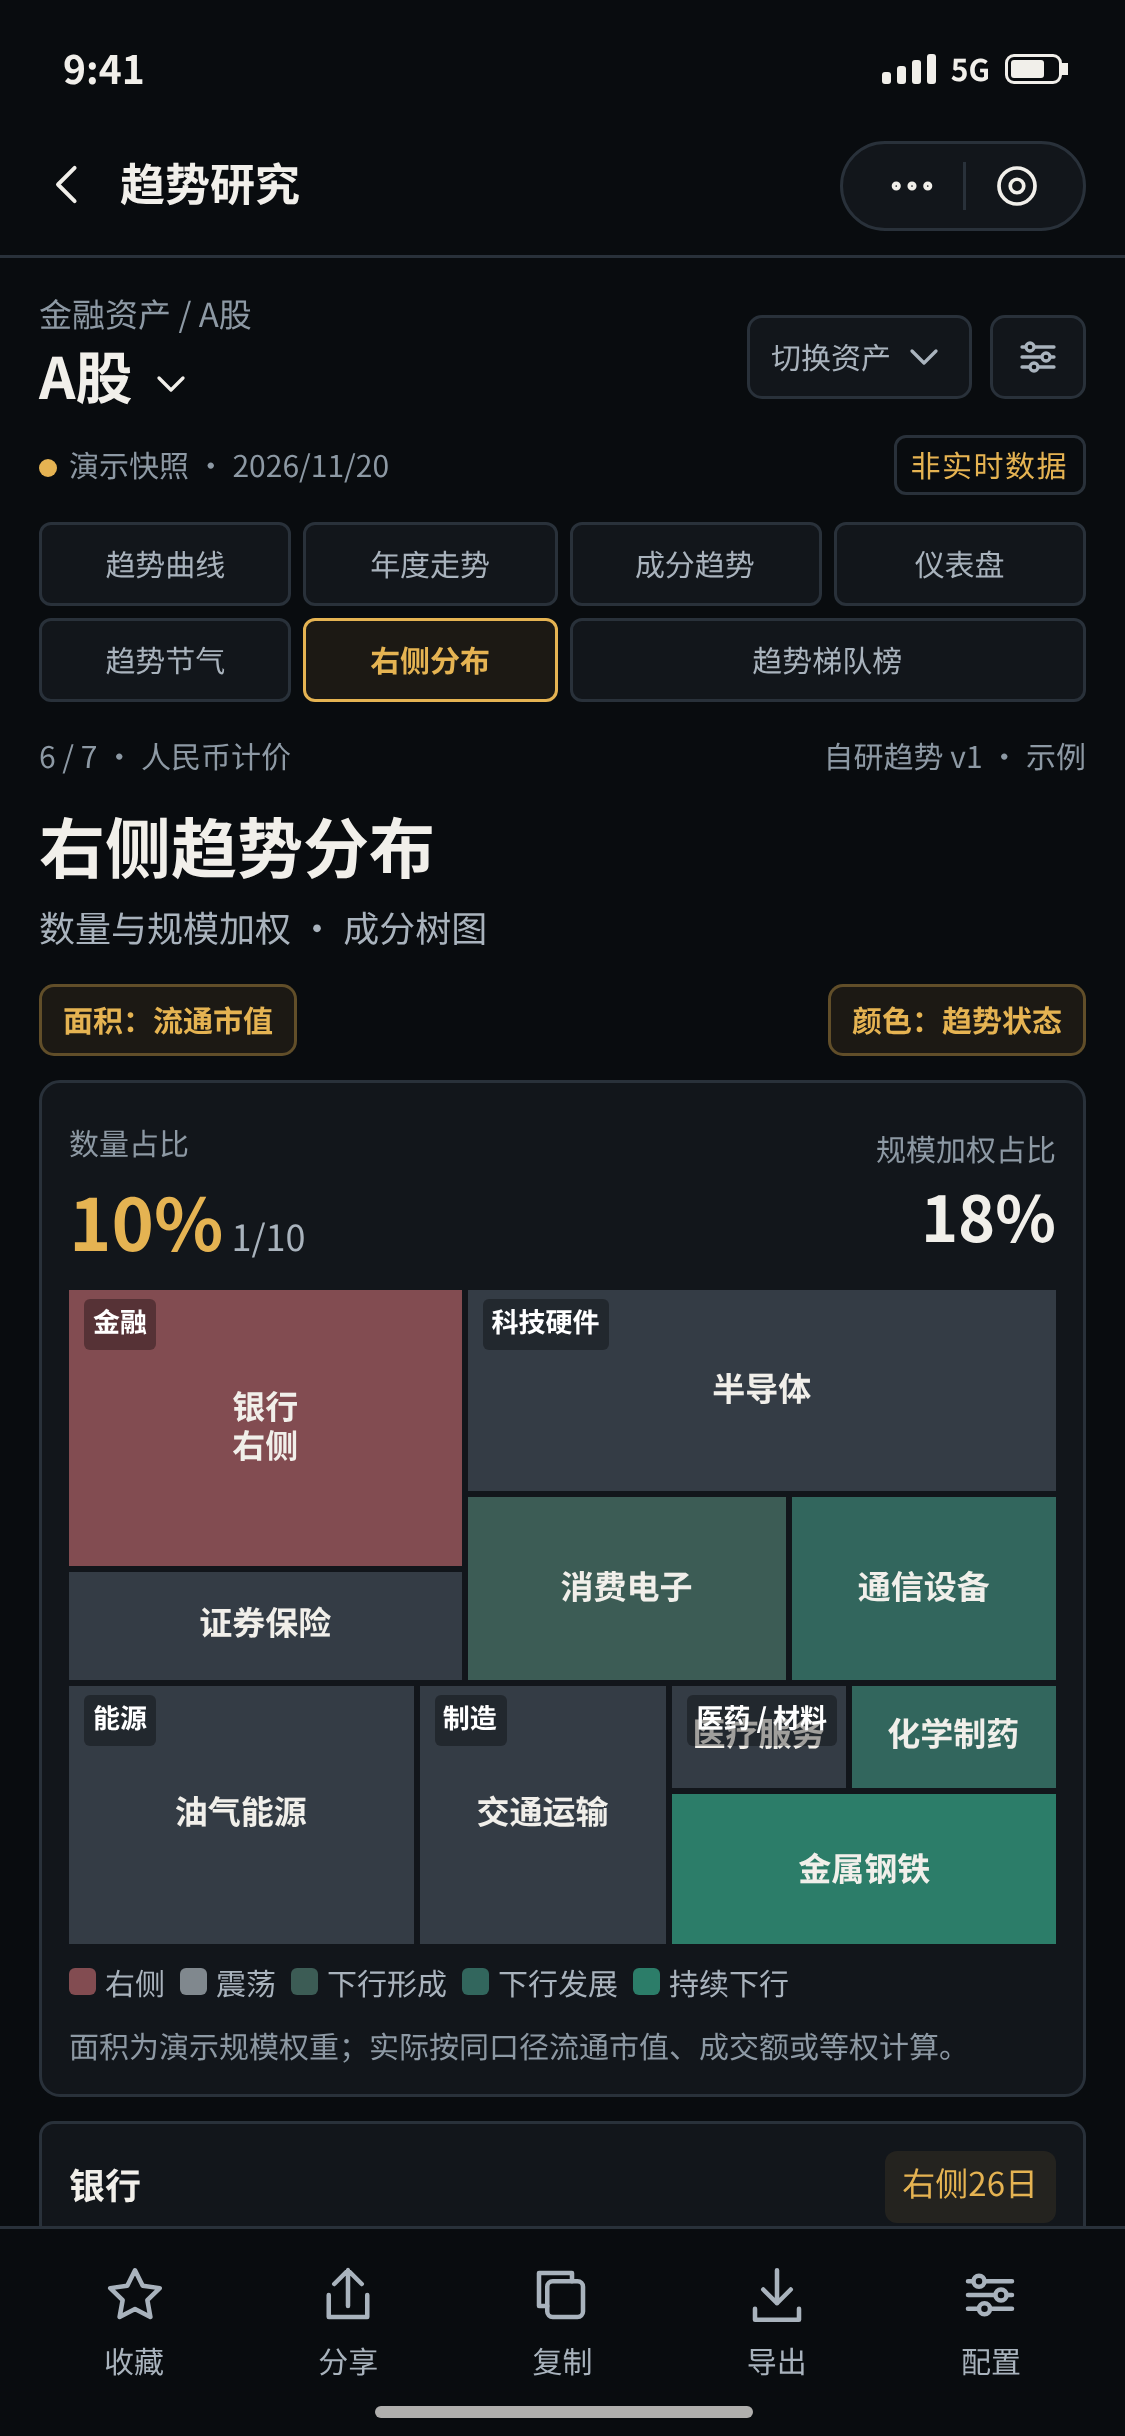 9:41
5G
趋势研究
金融资产 / A股
A股
切换资产
演示快照 · 2026/11/20
非实时数据
趋势曲线
年度走势
成分趋势
仪表盘
趋势节气
右侧分布
趋势梯队榜
6 / 7 · 人民币计价
自研趋势 v1 · 示例
右侧趋势分布
数量与规模加权 · 成分树图
面积：流通市值
颜色：趋势状态
数量占比
规模加权占比
10% 1/10
18%
金融
银行
右侧
科技硬件
半导体
消费电子
通信设备
证券保险
能源
油气能源
制造
交通运输
医药 / 材料
医疗服务
化学制药
金属钢铁
右侧 震荡 下行形成 下行发展 持续下行
面积为演示规模权重；实际按同口径流通市值、成交额或等权计算。
银行
右侧26日
收藏
分享
复制
导出
配置